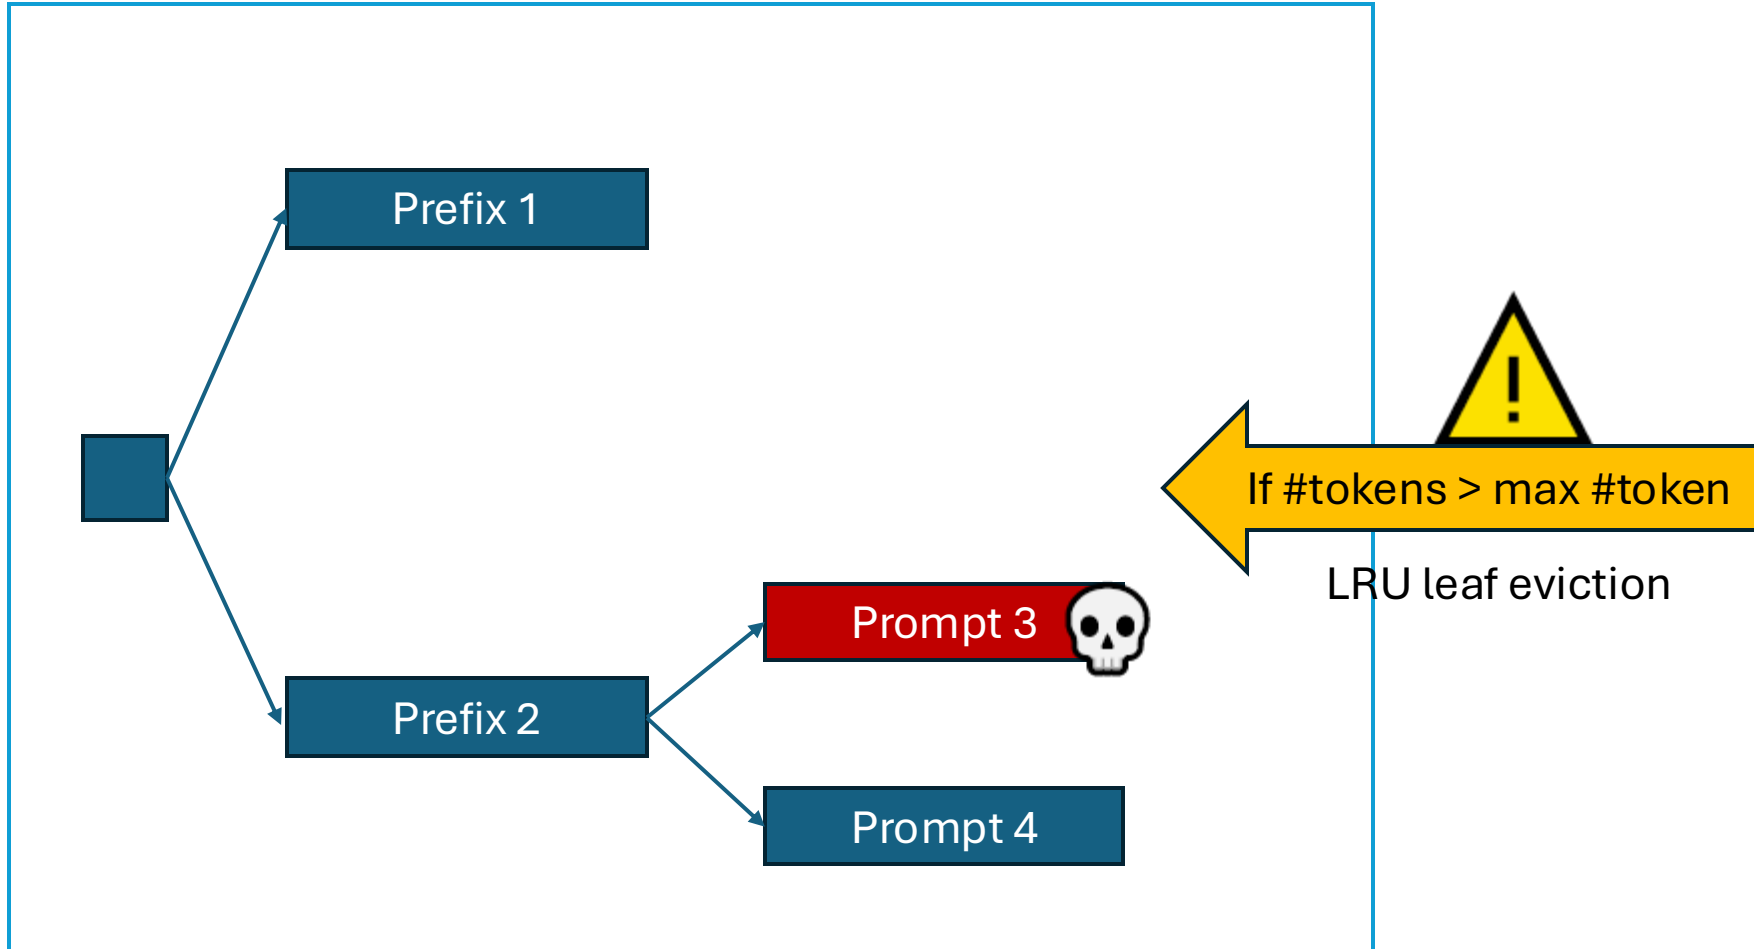 Prefix 1
!
If #tokens > max #token
LRU leaf eviction
Prompt 3
Prefix 2
Prompt 4